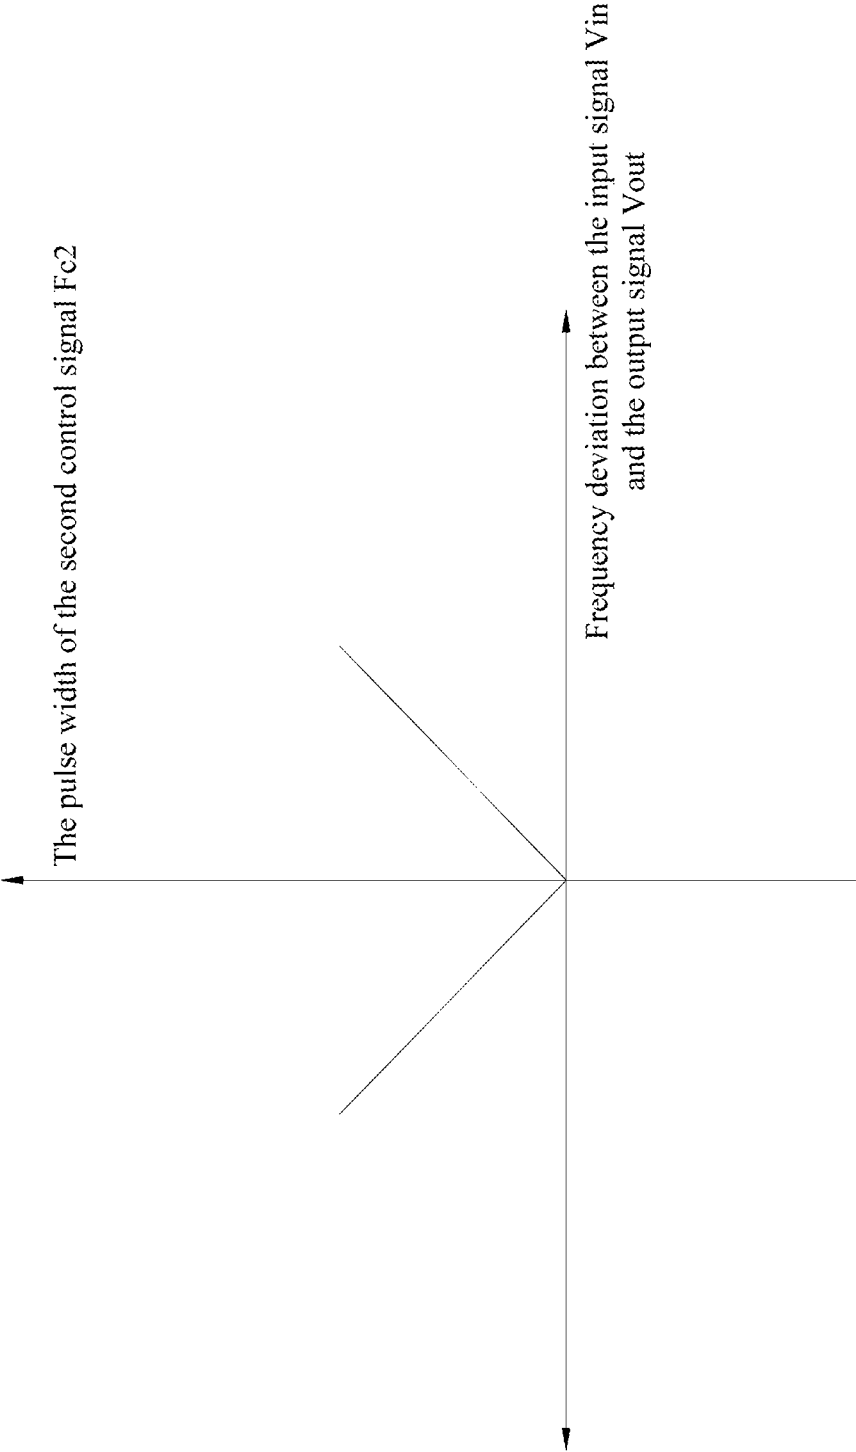 The pulse width of the second control signal Fc2
Frequency deviation between the input signal Vin
and the output signal Vout